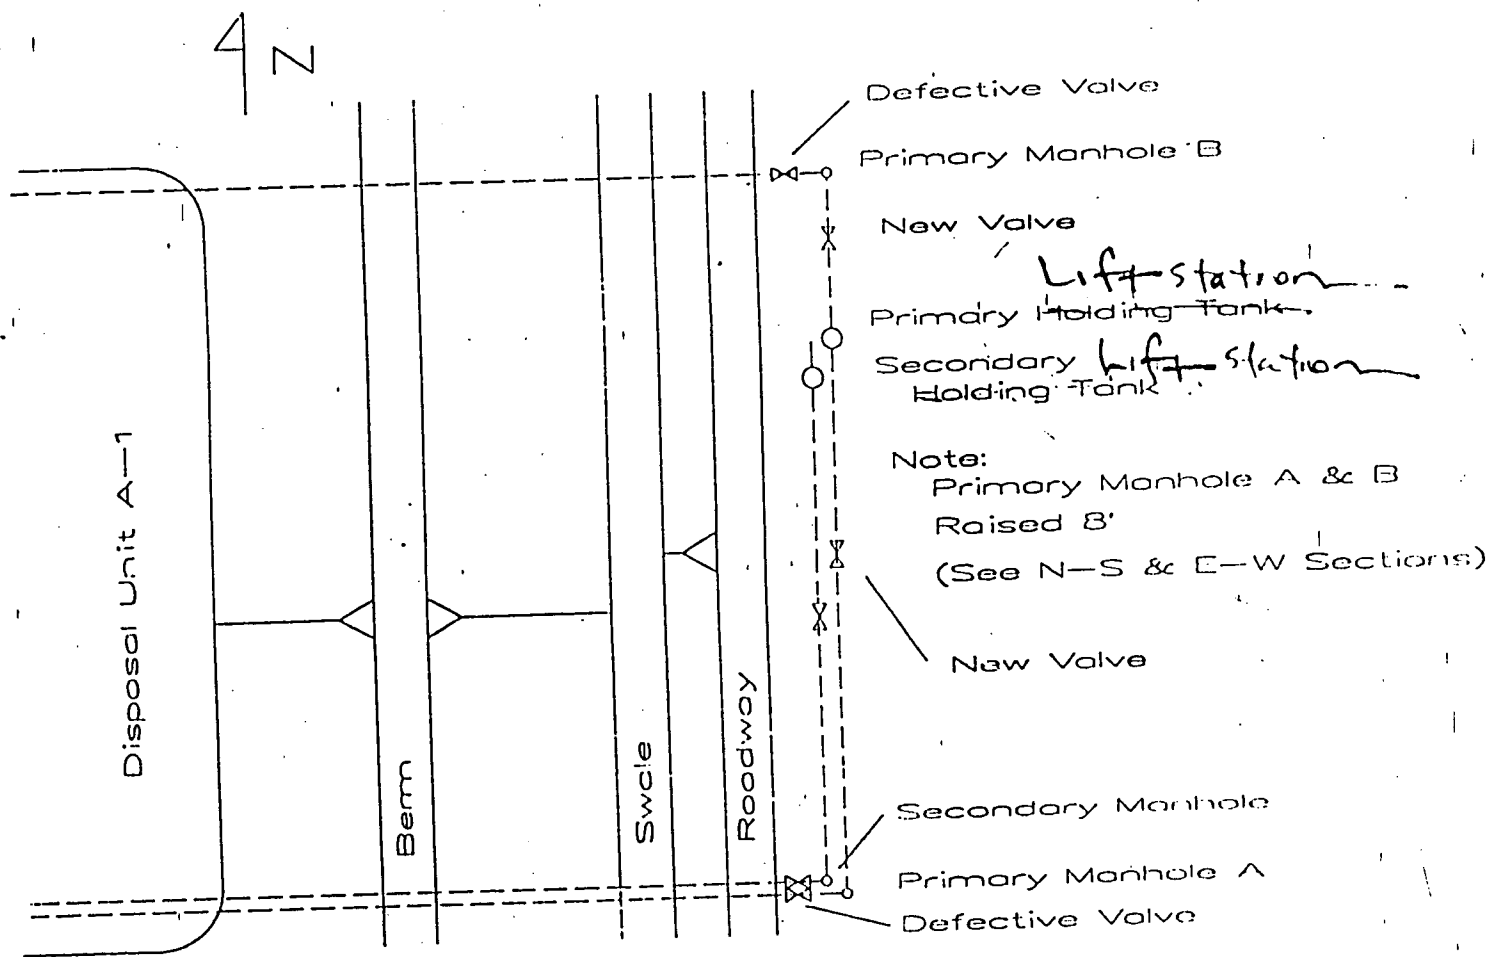 N
Defective Valve
Primary Manhole B
New Valve
Lift station
Primary Holding Tank
Secondary Lift station
Holding Tank
Note:
Primary Manhole A & B
Raised 8'
(See N-S & E-W Sections)
New Valve
Disposal Unit A-1
Berm
Swale
Roadway
Secondary Manhole
Primary Manhole A
Defective Valve